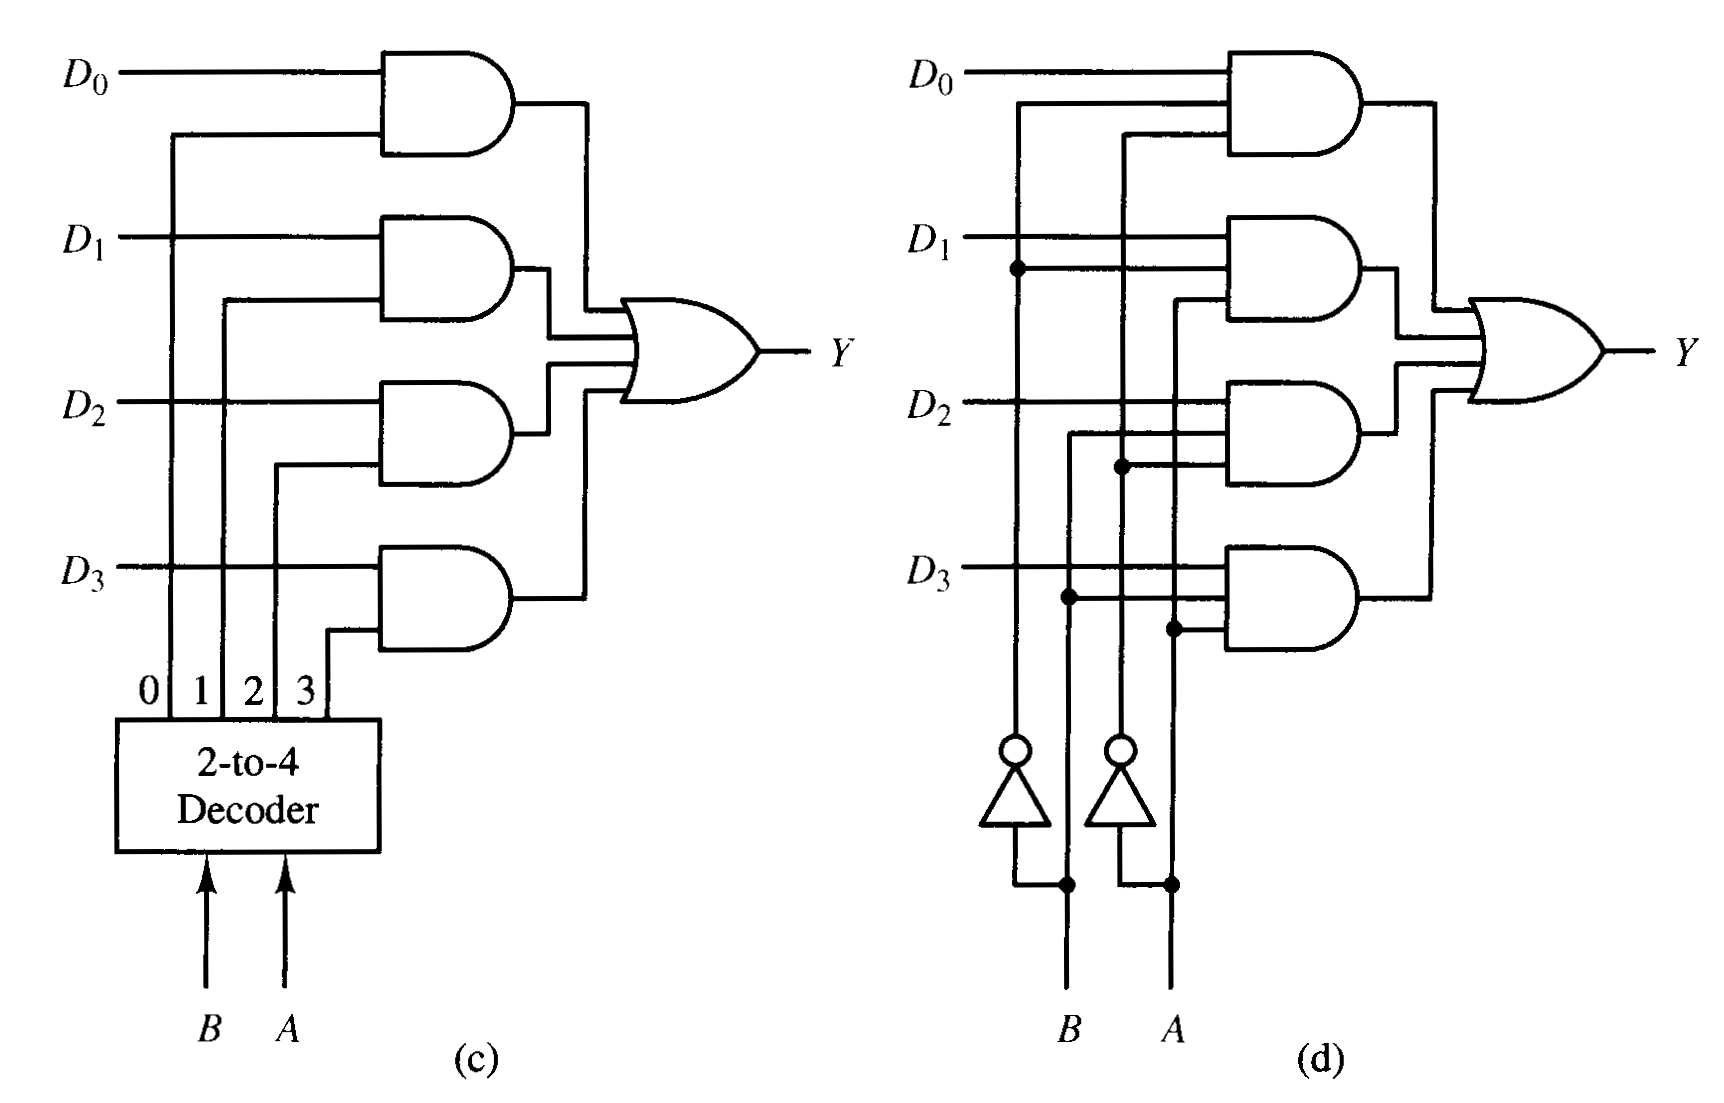 D₀
D₁
D₂
D₃
Y
0 1 2 3
2-to-4
Decoder
B A
(c)
D₀
D₁
D₂
D₃
Y
B A
(d)